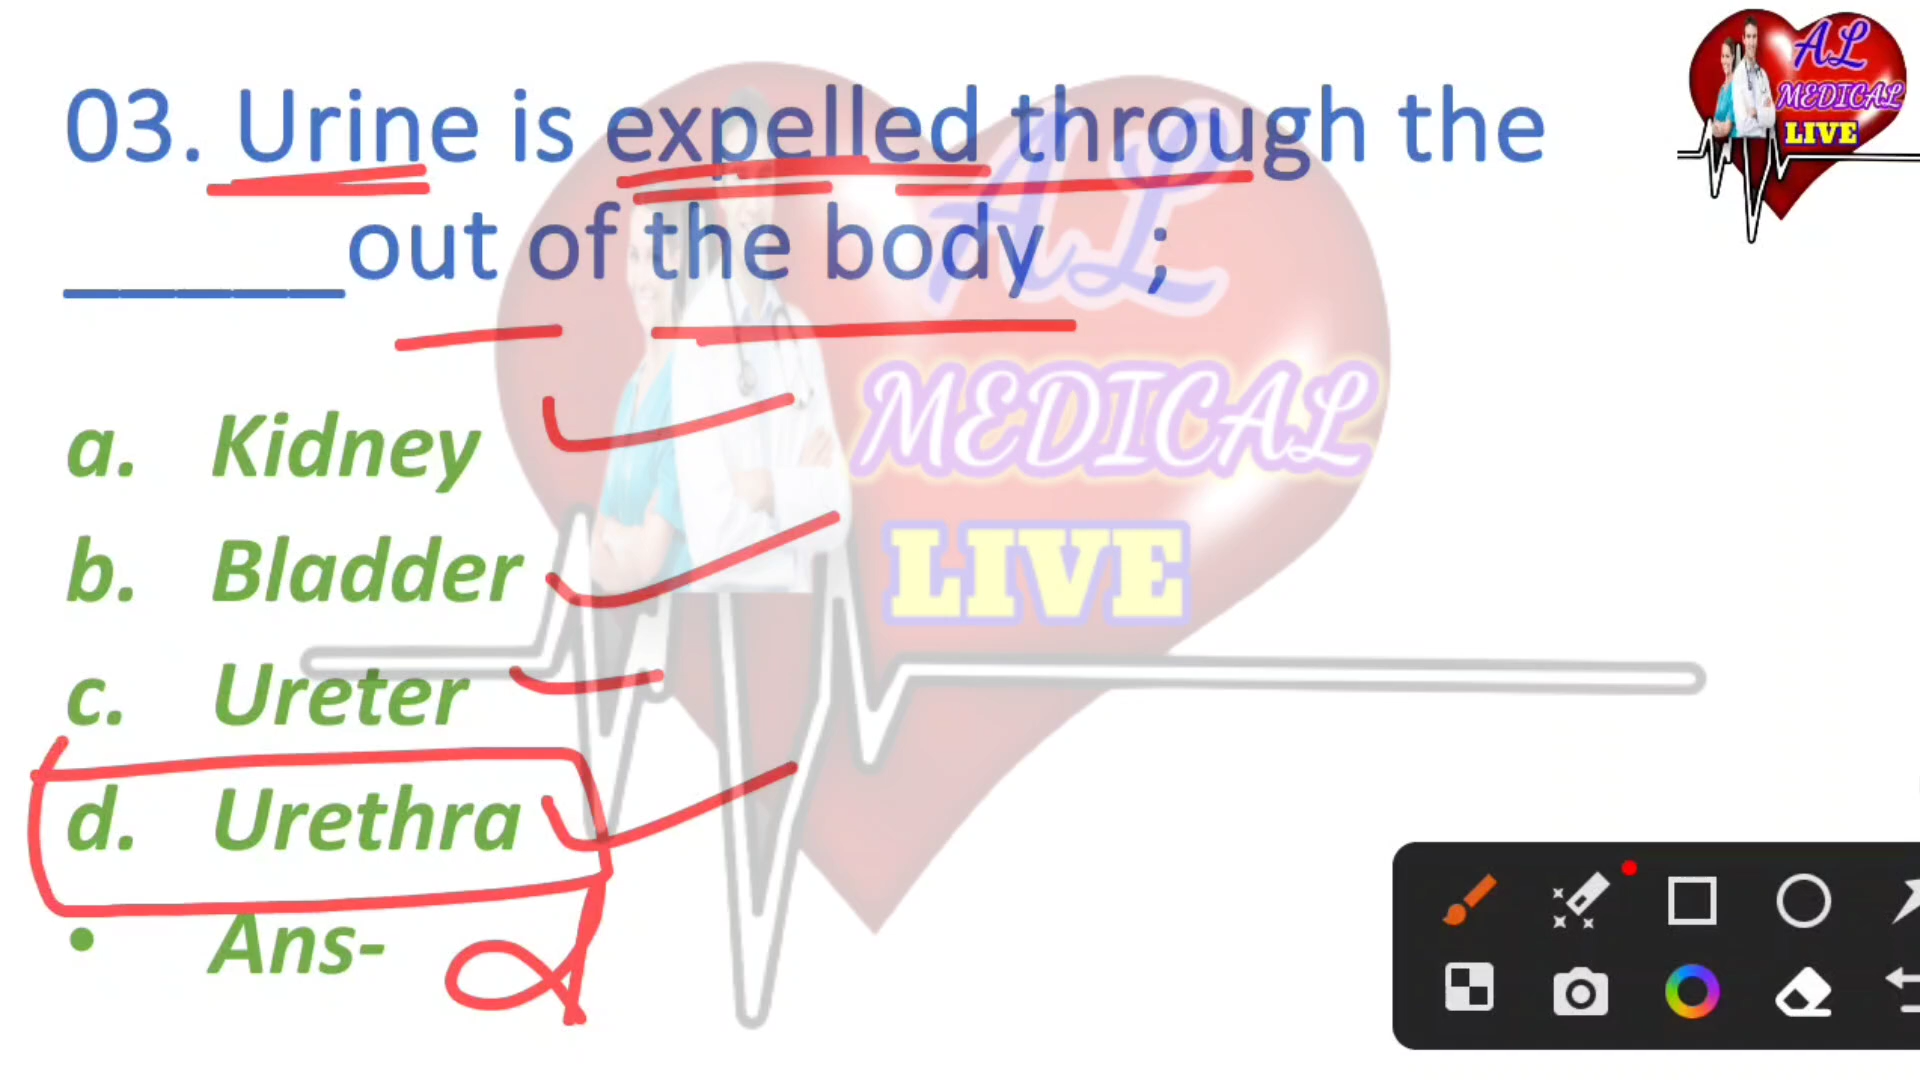 03. Urine is expelled through the
_____out of the body ;
a. Kidney
b. Bladder
c. Ureter
d. Urethra
• Ans- d
AL
MEDICAL
LIVE
AL
MEDICAL
LIVE